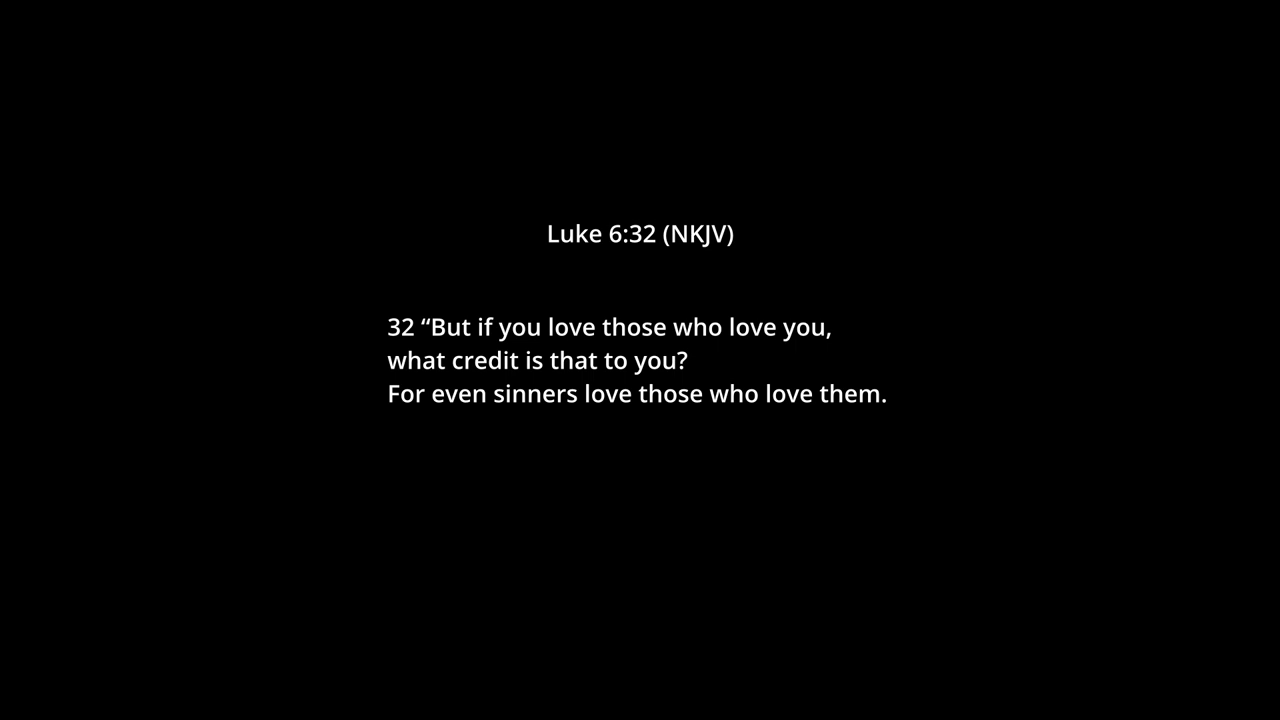 Luke 6:32 (NKJV)
32 “But if you love those who love you,
what credit is that to you?
For even sinners love those who love them.